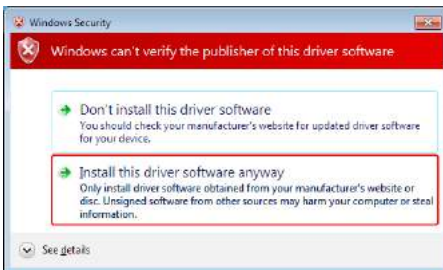 Windows Security
Windows can't verify the publisher of this driver software
Don't install this driver software
You should check your manufacturer's website for updated driver software
for your device.
Install this driver software anyway
Only install driver software obtained from your manufacturer's website or
disc. Unsigned software from other sources may harm your computer or steal
information.
See details